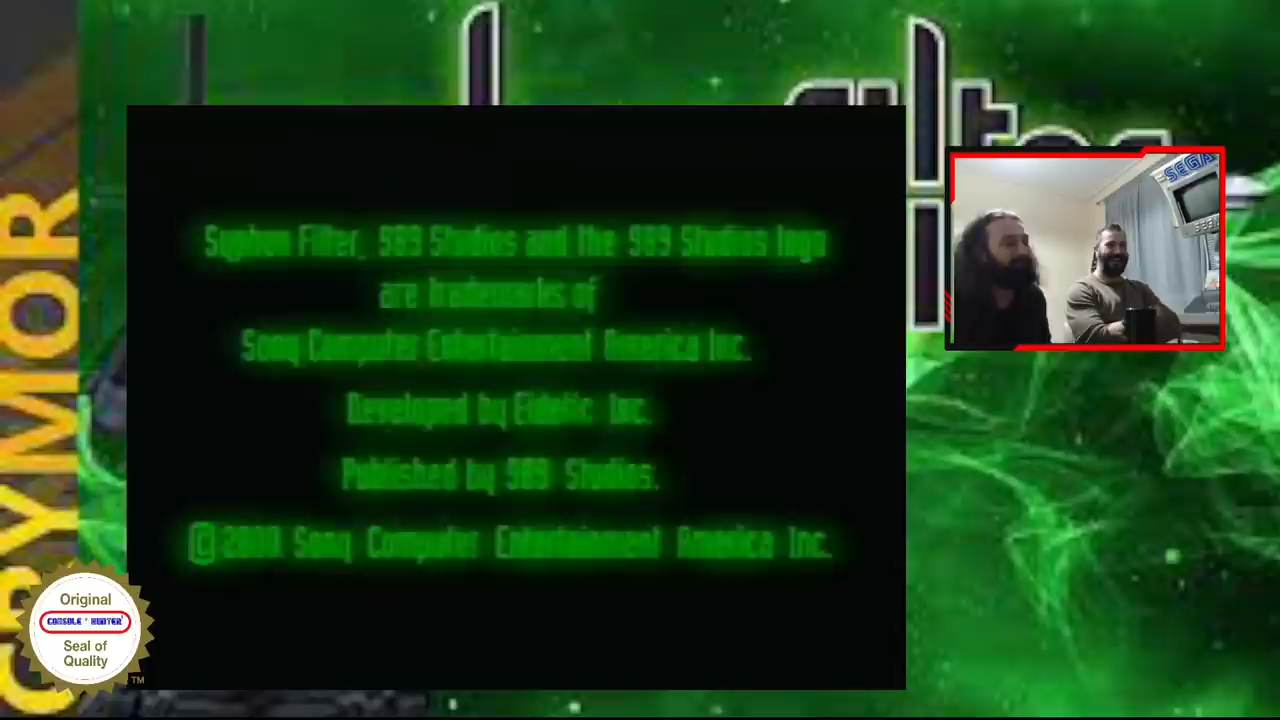 Syphon Filter, 989 Studios and the 989 Studios logo
are trademarks of
Sony Computer Entertainment America Inc.
Developed by Eidetic Inc.
Published by 989 Studios.
© 2000 Sony Computer Entertainment America Inc.
SEGA
Original
CONSOLE * HUNTER
Seal of
Quality
TM